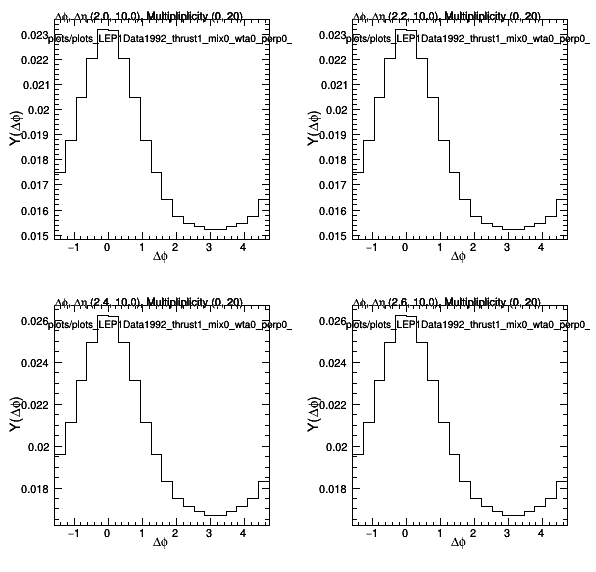 Δφ, Δη (2.0, 10.0), Multipliplicity (0, 20)
plots/plots_LEP1Data1992_thrust1_mix0_wta0_perp0_
Y(Δφ)
0.023
0.022
0.021
0.02
0.019
0.018
0.017
0.016
0.015
−1 0 1 2 3 4
Δφ
Δφ, Δη (2.2, 10.0), Multipliplicity (0, 20)
plots/plots_LEP1Data1992_thrust1_mix0_wta0_perp0_
Y(Δφ)
0.023
0.022
0.021
0.02
0.019
0.018
0.017
0.016
0.015
−1 0 1 2 3 4
Δφ
Δφ, Δη (2.4, 10.0), Multipliplicity (0, 20)
plots/plots_LEP1Data1992_thrust1_mix0_wta0_perp0_
Y(Δφ)
0.026
0.024
0.022
0.02
0.018
−1 0 1 2 3 4
Δφ
Δφ, Δη (2.6, 10.0), Multipliplicity (0, 20)
plots/plots_LEP1Data1992_thrust1_mix0_wta0_perp0_
Y(Δφ)
0.026
0.024
0.022
0.02
0.018
−1 0 1 2 3 4
Δφ